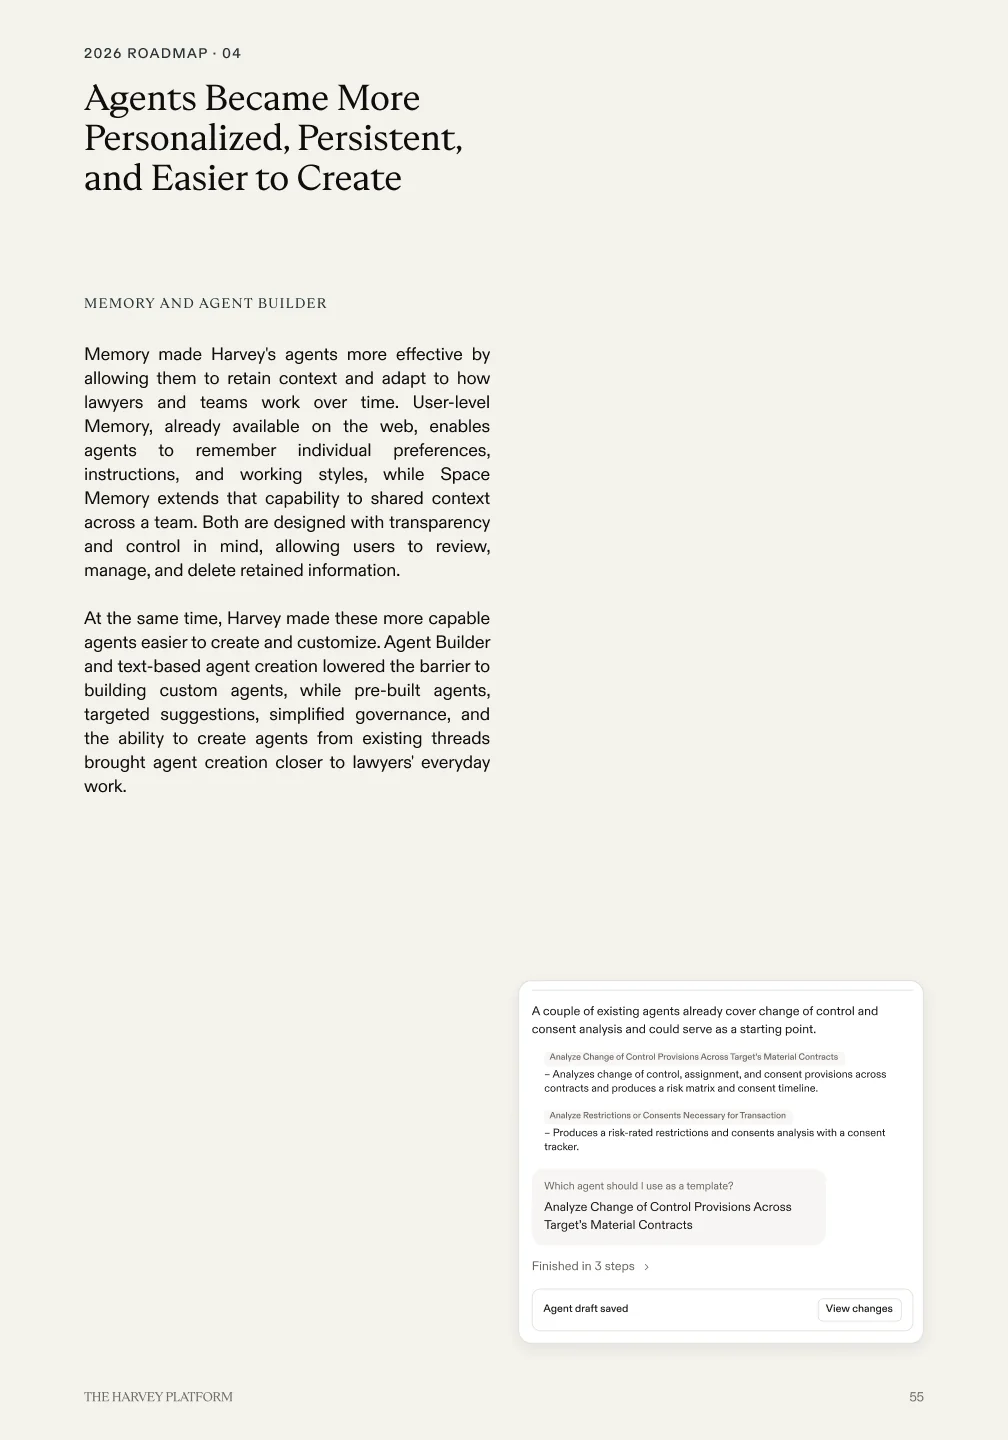 2026 ROADMAP · 04
Agents Became More
Personalized, Persistent,
and Easier to Create
MEMORY AND AGENT BUILDER
Memory made Harvey's agents more effective by
allowing them to retain context and adapt to how
lawyers and teams work over time. User-level
Memory, already available on the web, enables
agents to remember individual preferences,
instructions, and working styles, while Space
Memory extends that capability to shared context
across a team. Both are designed with transparency
and control in mind, allowing users to review,
manage, and delete retained information.
At the same time, Harvey made these more capable
agents easier to create and customize. Agent Builder
and text-based agent creation lowered the barrier to
building custom agents, while pre-built agents,
targeted suggestions, simplified governance, and
the ability to create agents from existing threads
brought agent creation closer to lawyers' everyday
work.
A couple of existing agents already cover change of control and
consent analysis and could serve as a starting point.
Analyze Change of Control Provisions Across Target's Material Contracts
– Analyzes change of control, assignment, and consent provisions across
contracts and produces a risk matrix and consent timeline.
Analyze Restrictions or Consents Necessary for Transaction
– Produces a risk-rated restrictions and consents analysis with a consent
tracker.
Which agent should I use as a template?
Analyze Change of Control Provisions Across
Target's Material Contracts
Finished in 3 steps ›
Agent draft saved
View changes
THE HARVEY PLATFORM
55